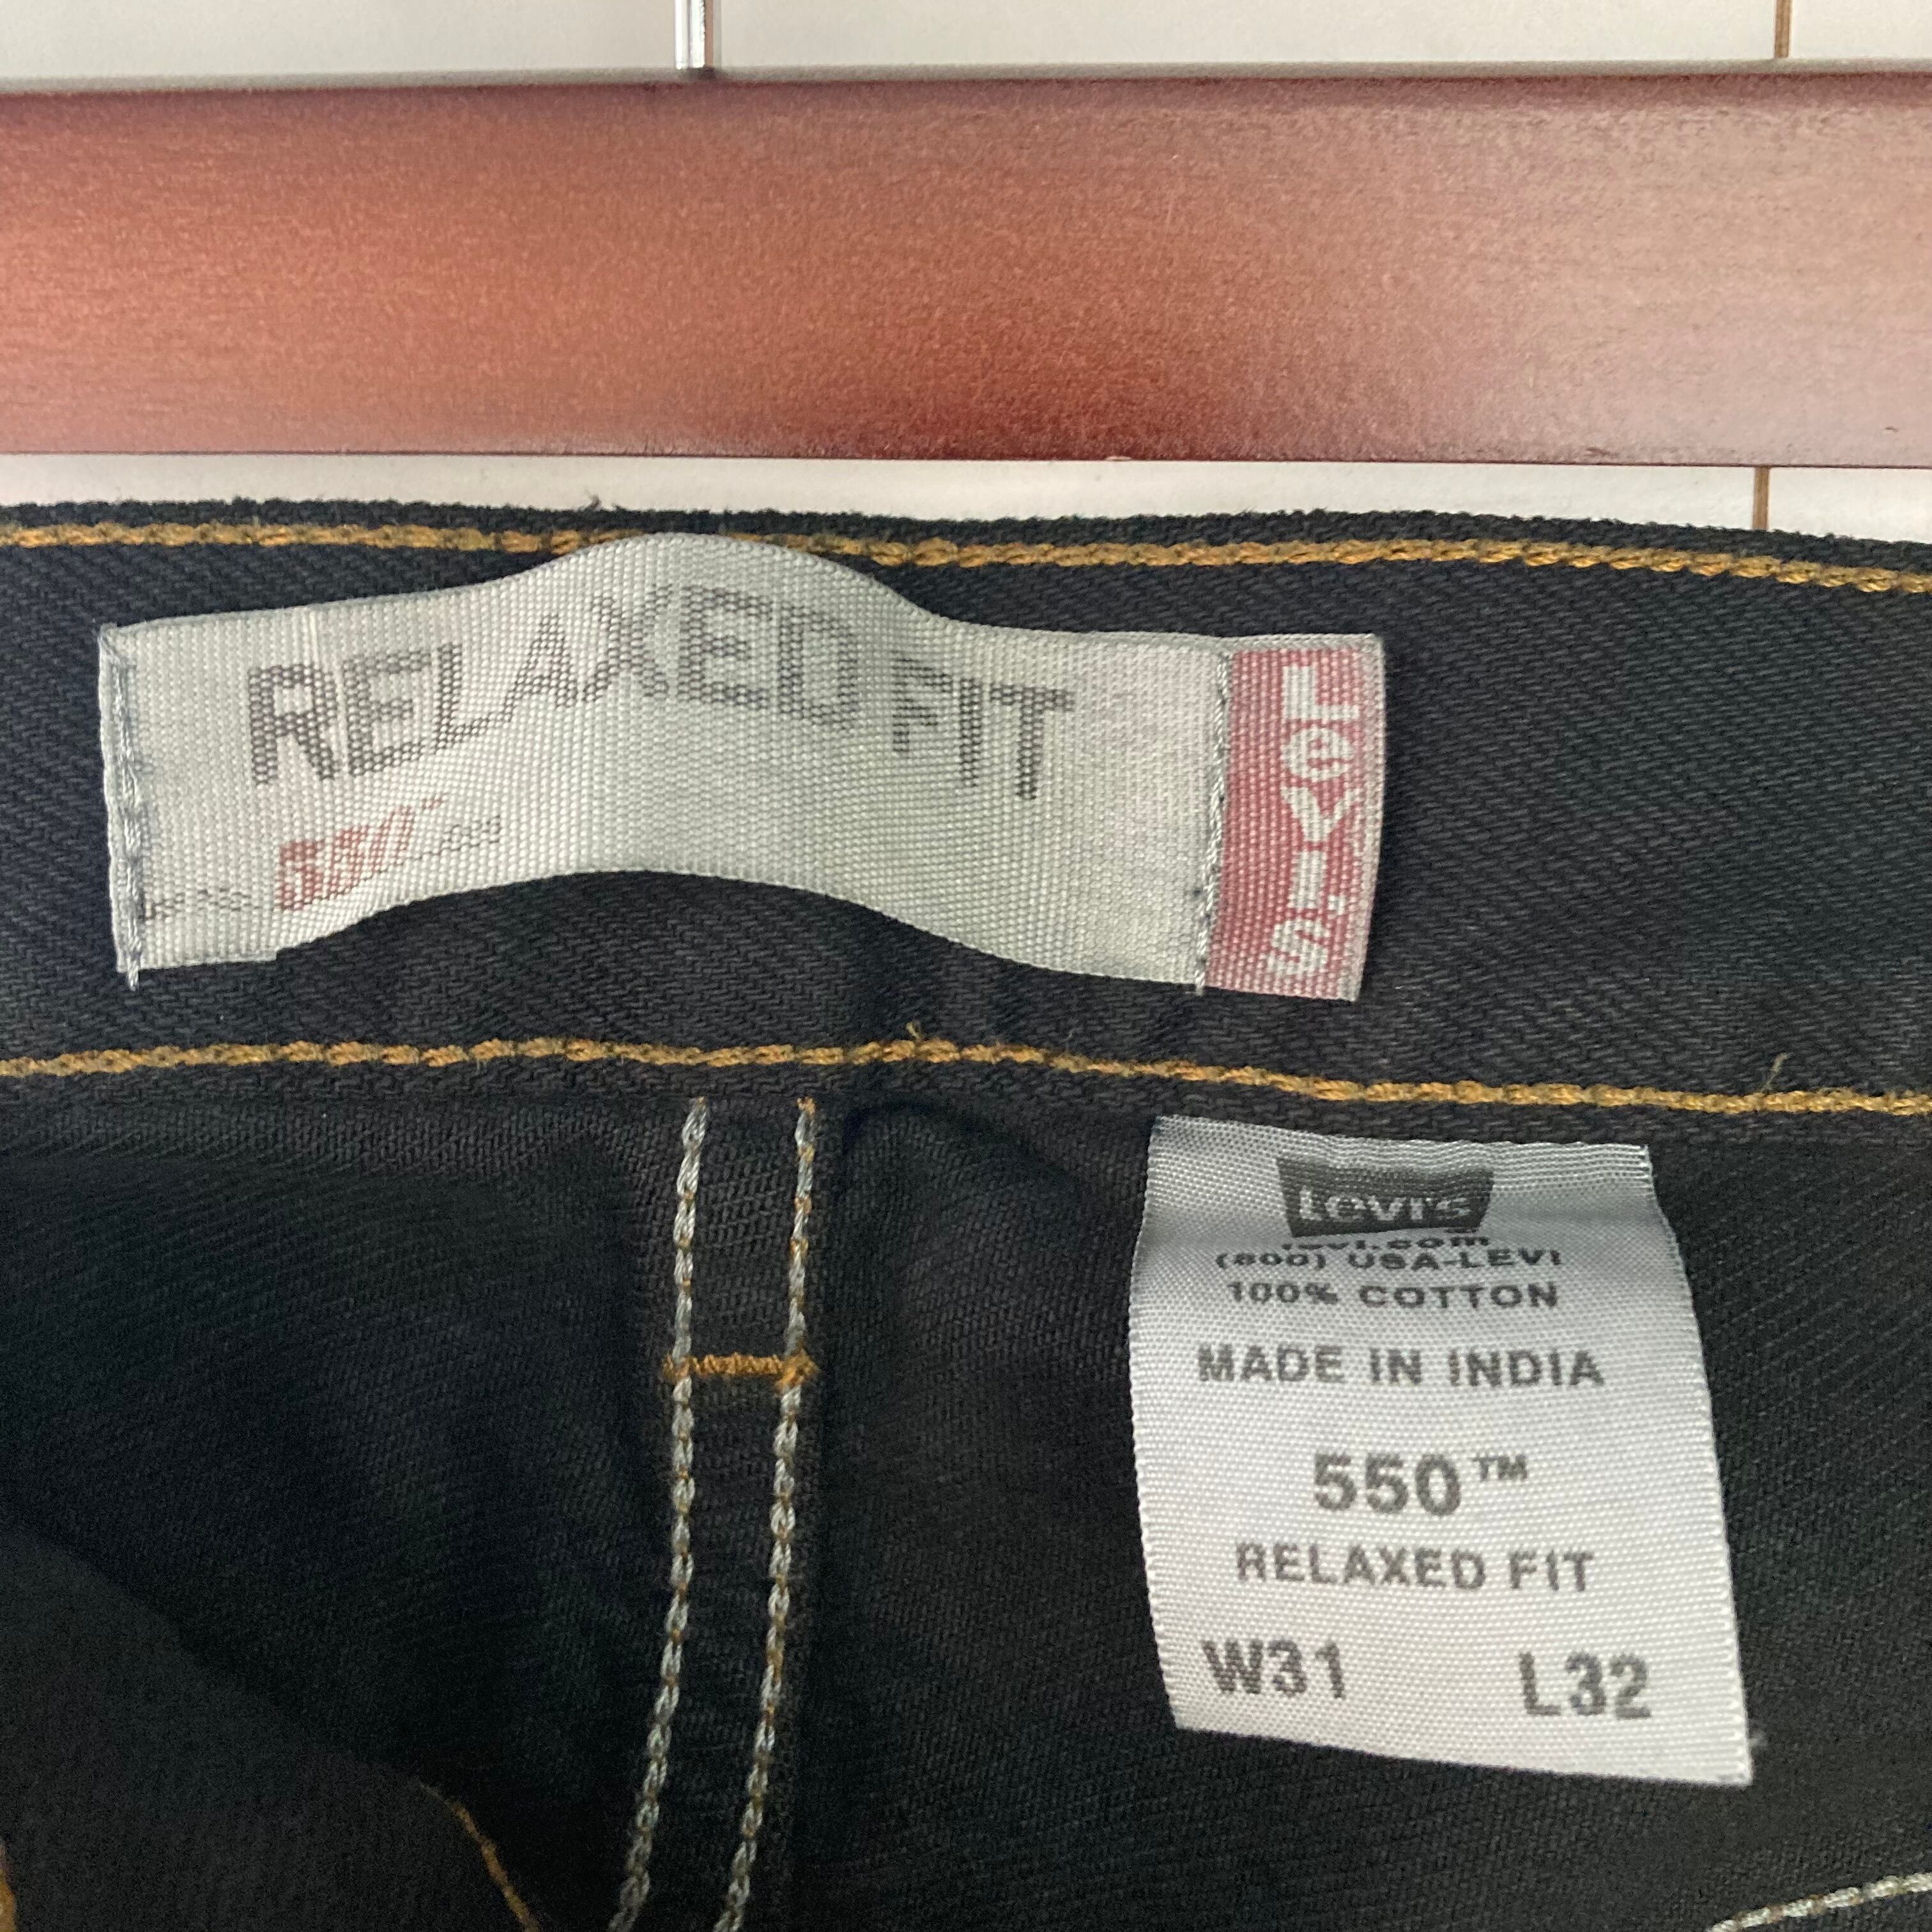 RELAXED FIT
550™
LEVI'S
Levi's
levi.com
(800) USA-LEVI
100% COTTON
MADE IN INDIA
550™
RELAXED FIT
W31 L32